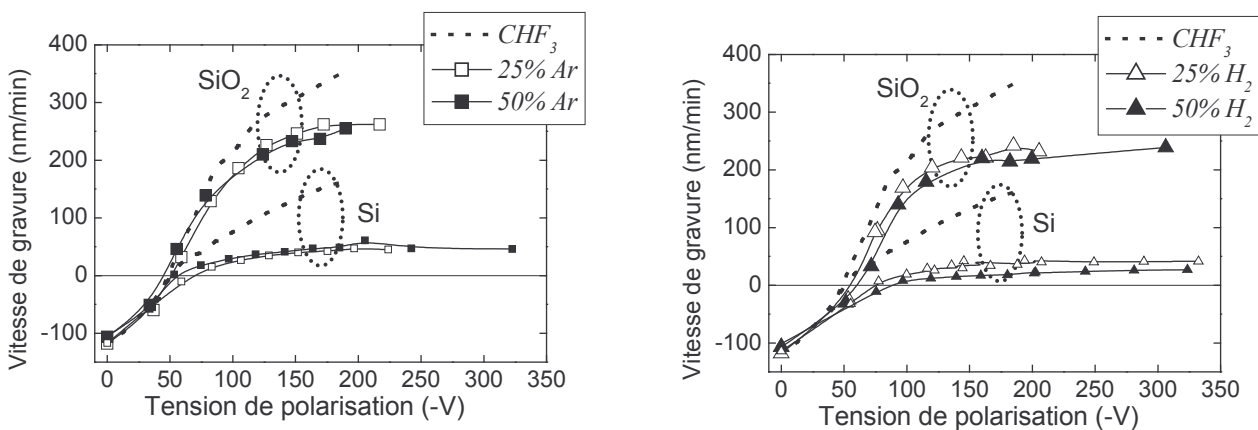 CHF₃
25% Ar
50% Ar
400
300
200
100
0
-100
Vitesse de gravure (nm/min)
SiO₂
Si
0 50 100 150 200 250 300 350
Tension de polarisation (-V)
CHF₃
25% H₂
50% H₂
400
300
200
100
0
-100
Vitesse de gravure (nm/min)
SiO₂
Si
0 50 100 150 200 250 300 350
Tension de polarisation (-V)